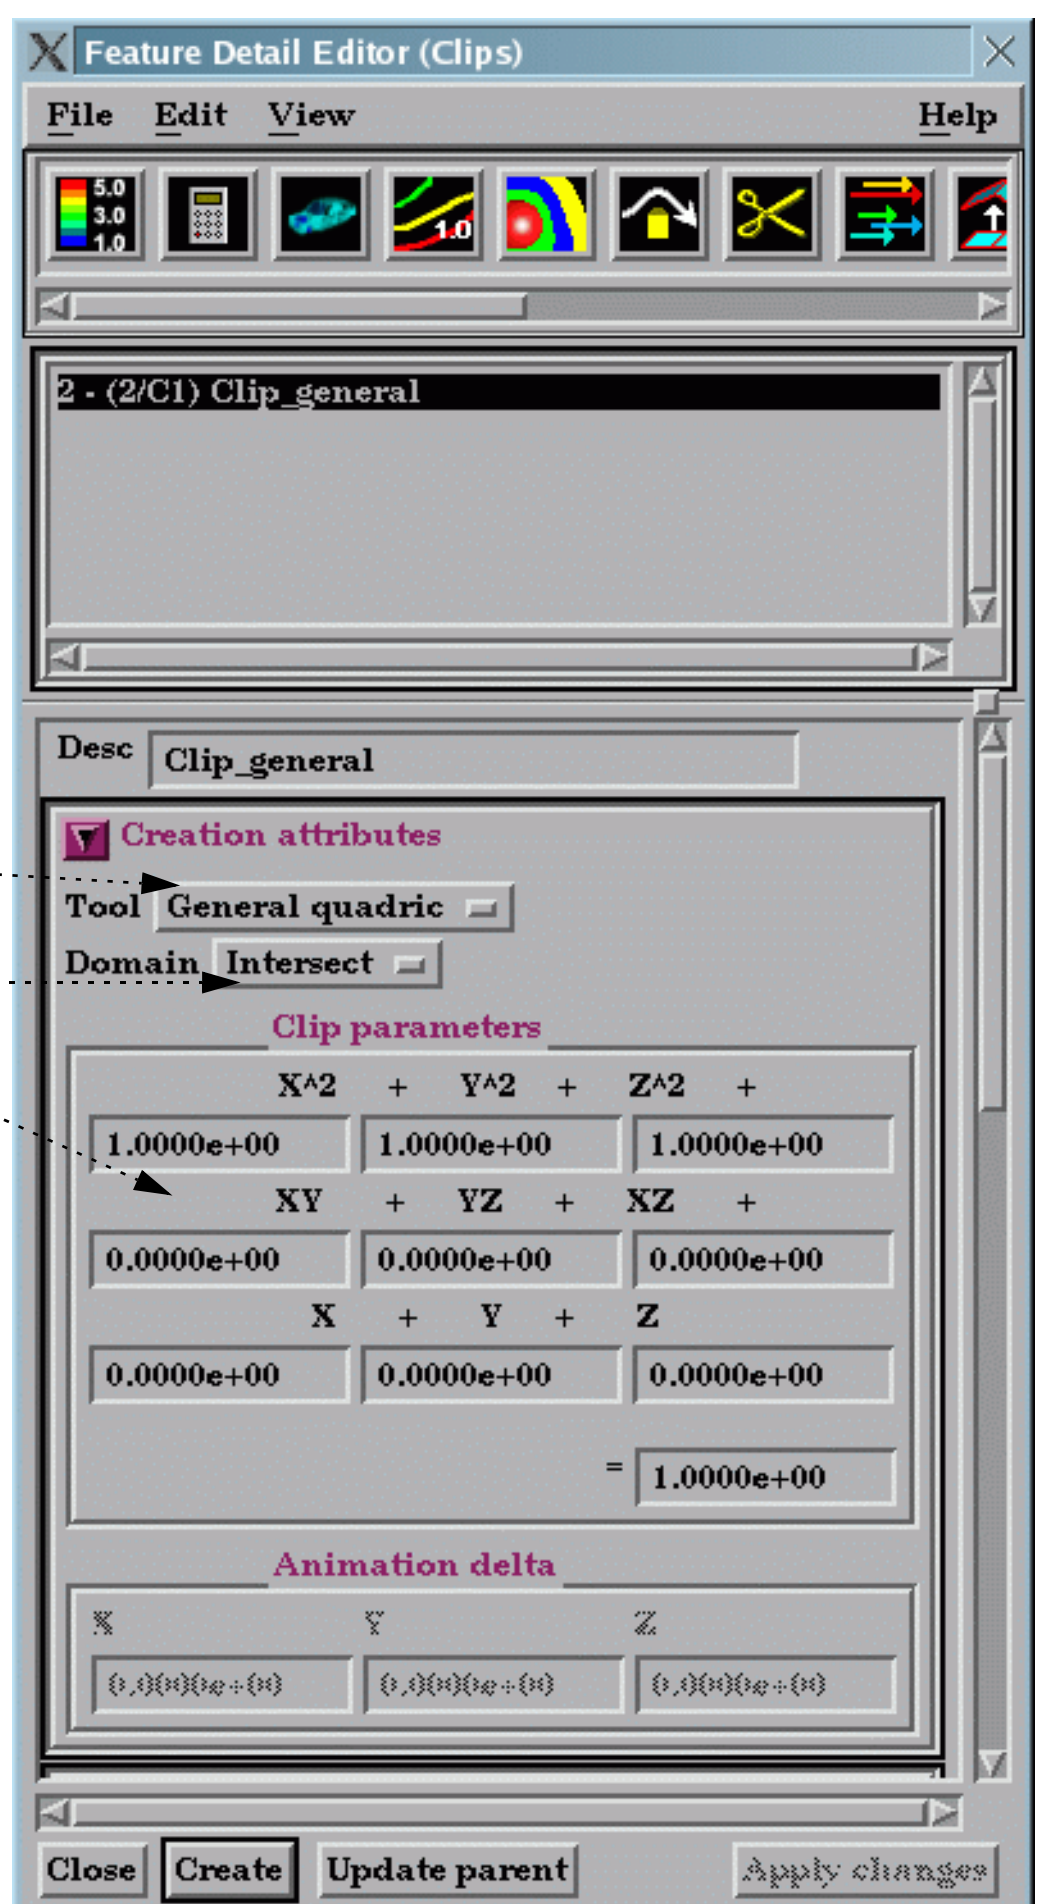 Feature Detail Editor (Clips)
File Edit View Help
5.0
3.0
1.0
1.0
2 - (2/C1) Clip_general
Desc Clip_general
Creation attributes
Tool General quadric
Domain Intersect
Clip parameters
X^2 + Y^2 + Z^2 +
1.0000e+00 1.0000e+00 1.0000e+00
XY + YZ + XZ +
0.0000e+00 0.0000e+00 0.0000e+00
X + Y + Z
0.0000e+00 0.0000e+00 0.0000e+00
= 1.0000e+00
Animation delta
X Y Z
0.0000e+00 0.0000e+00 0.0000e+00
Close Create Update parent Apply changes